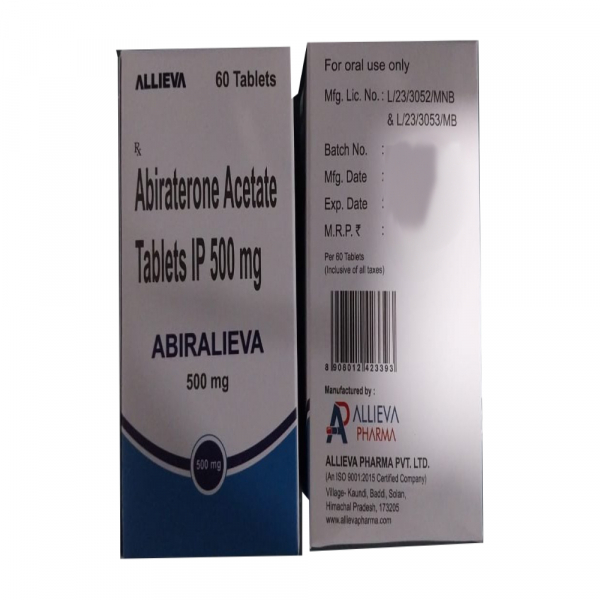 ALLIEVA 60 Tablets
Rx
Abiraterone Acetate
Tablets IP 500 mg
ABIRALIEVA
500 mg
500 mg
For oral use only
Mfg. Lic. No. : L/23/3052/MNB
& L/23/3053/MB
Batch No. :
Mfg. Date :
Exp. Date :
M.R.P. ₹ :
Per 60 Tablets
(Inclusive of all taxes)
8 908012 423393
Manufactured by :
ALLIEVA
PHARMA
ALLIEVA PHARMA PVT. LTD.
(An ISO 9001:2015 Certified Company)
Village- Kaundi, Baddi, Solan,
Himachal Pradesh, 173205
www.allievapharma.com